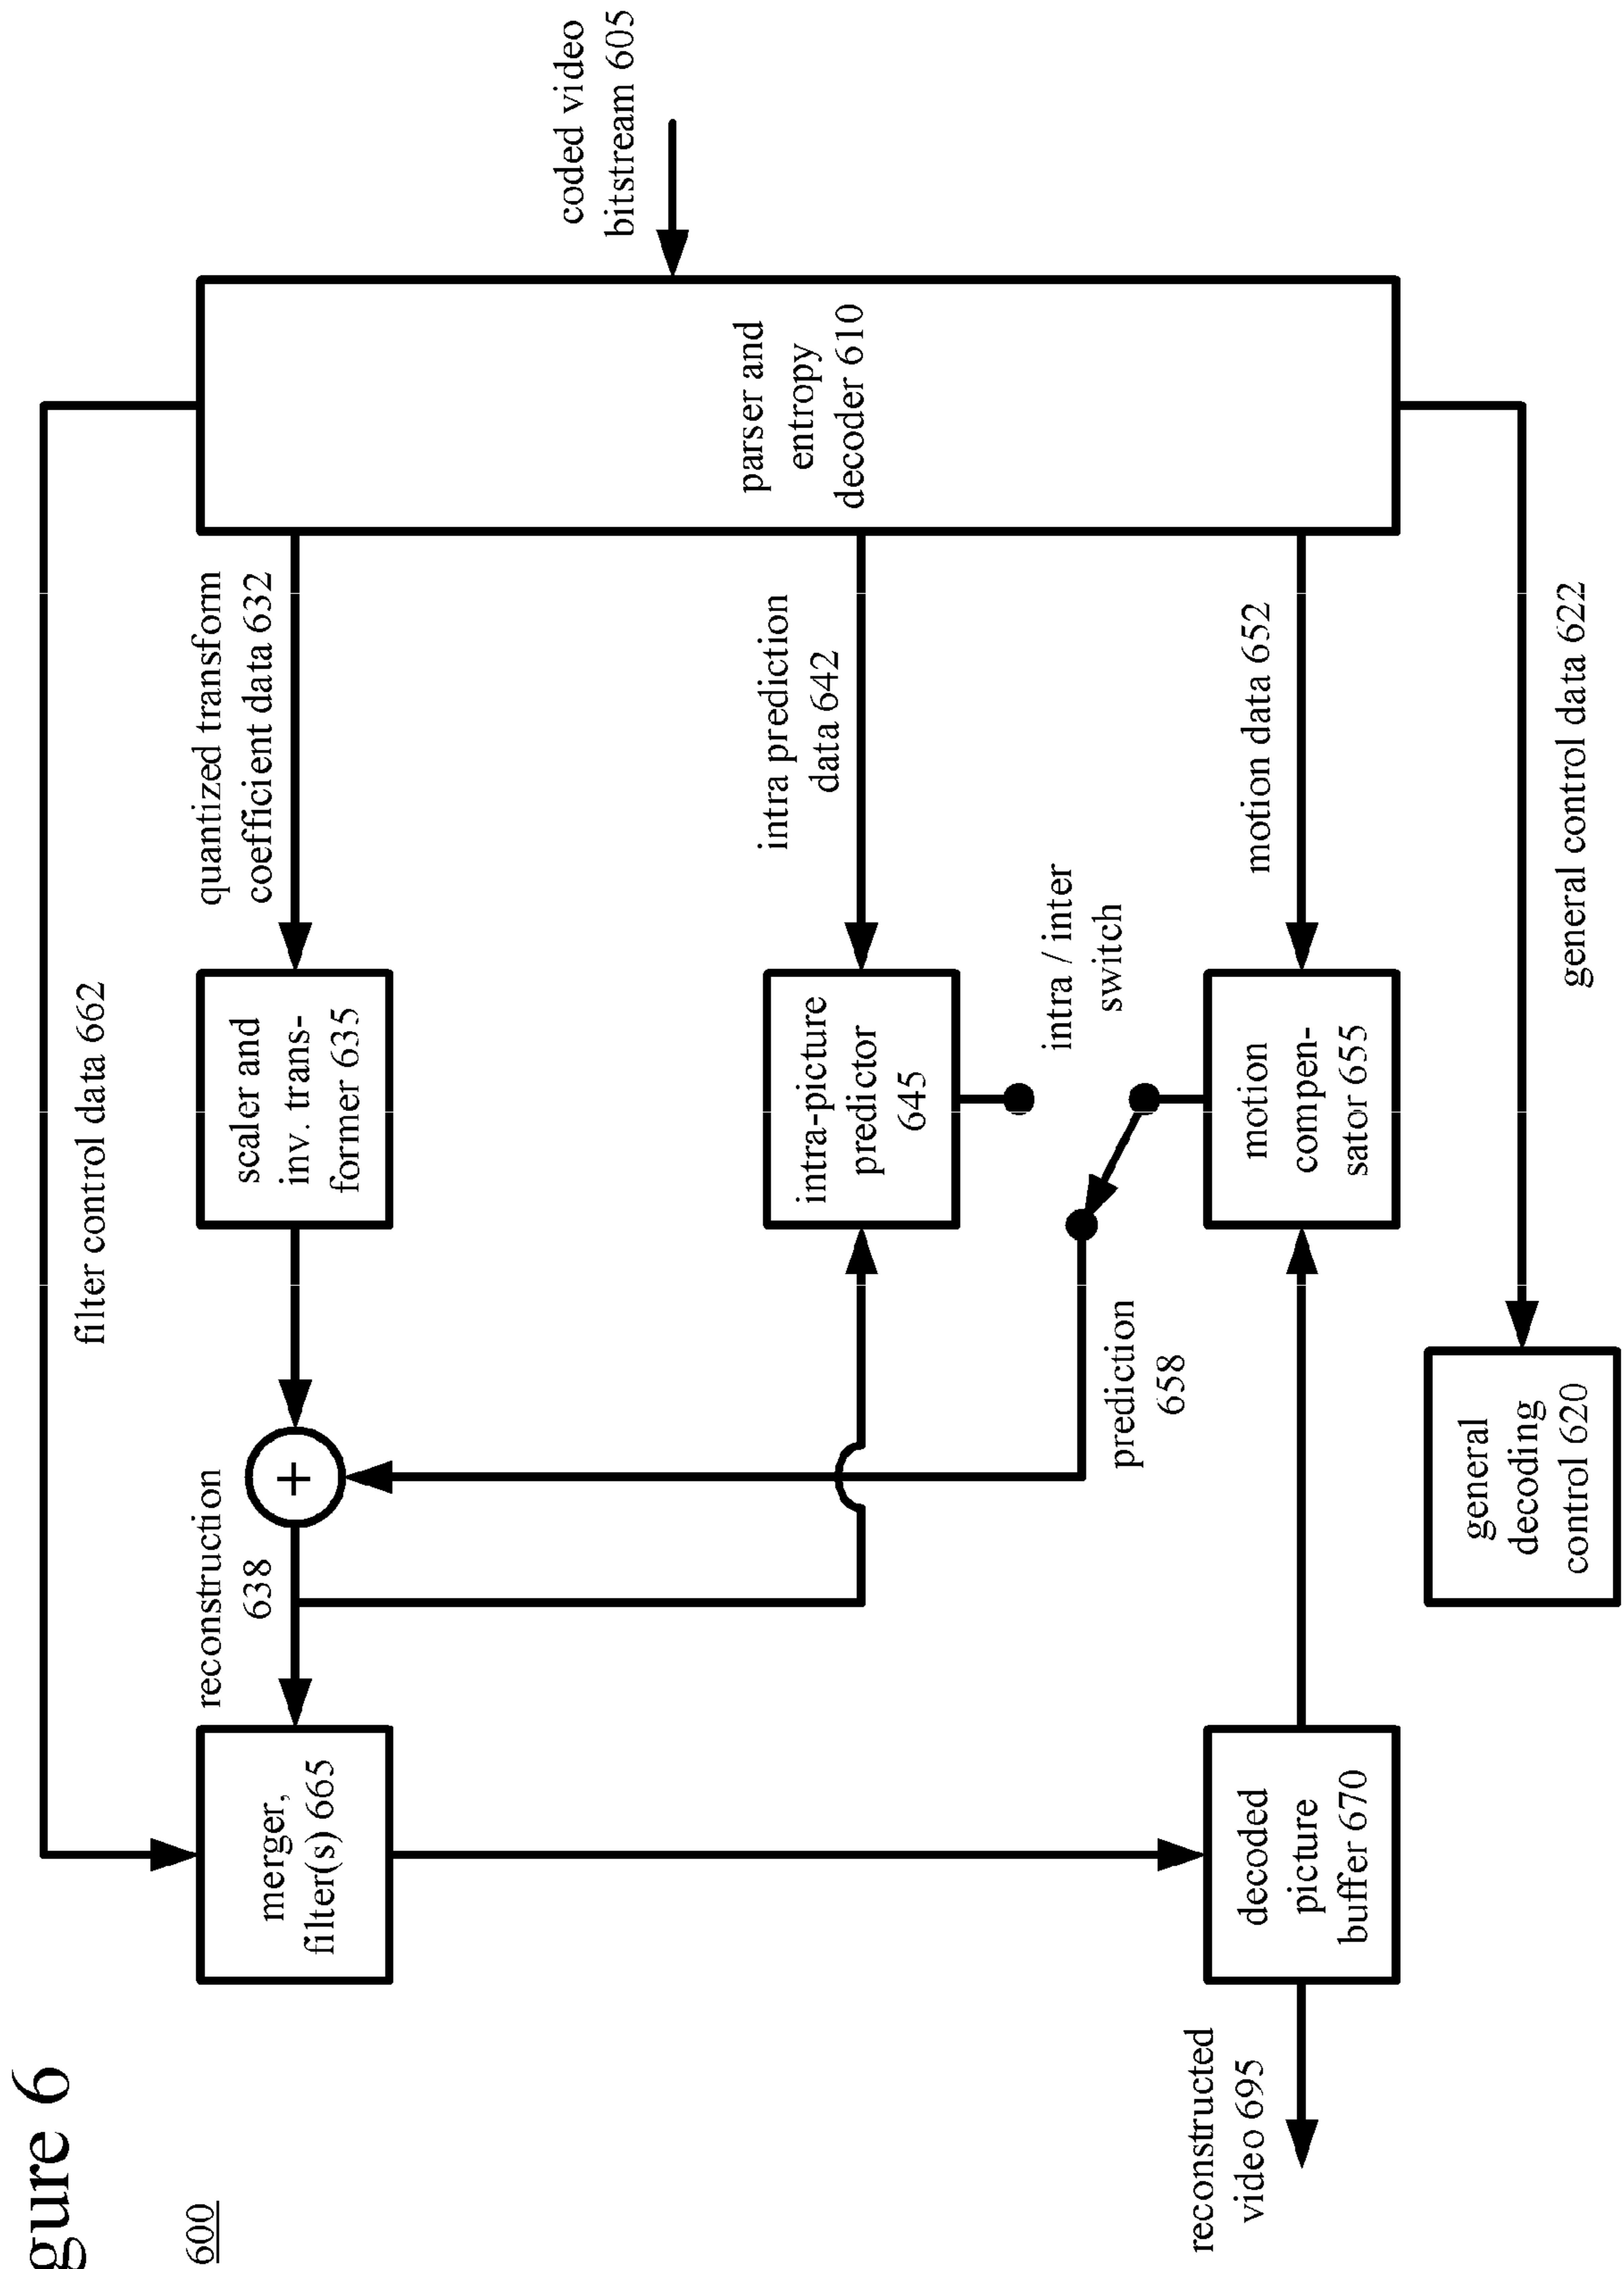 gure 6
600
coded video
bitstream 605
parser and
entropy
decoder 610
filter control data 662
quantized transform
coefficient data 632
intra prediction
data 642
motion data 652
general control data 622
scaler and
inv. trans-
former 635
intra-picture
predictor
645
intra / inter
switch
motion
compen-
sator 655
+
reconstruction
638
prediction
658
general
decoding
control 620
merger,
filter(s) 665
decoded
picture
buffer 670
reconstructed
video 695